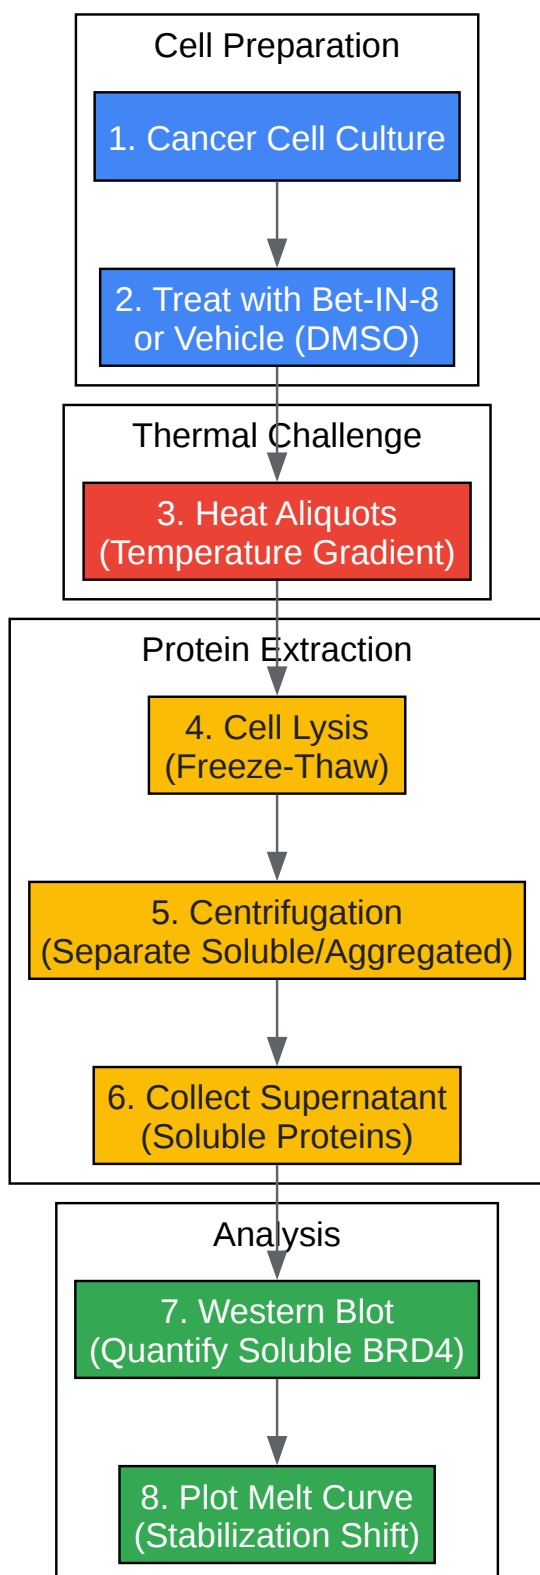 Cell Preparation
1. Cancer Cell Culture
2. Treat with Bet-IN-8
or Vehicle (DMSO)
Thermal Challenge
3. Heat Aliquots
(Temperature Gradient)
Protein Extraction
4. Cell Lysis
(Freeze-Thaw)
5. Centrifugation
(Separate Soluble/Aggregated)
6. Collect Supernatant
(Soluble Proteins)
Analysis
7. Western Blot
(Quantify Soluble BRD4)
8. Plot Melt Curve
(Stabilization Shift)